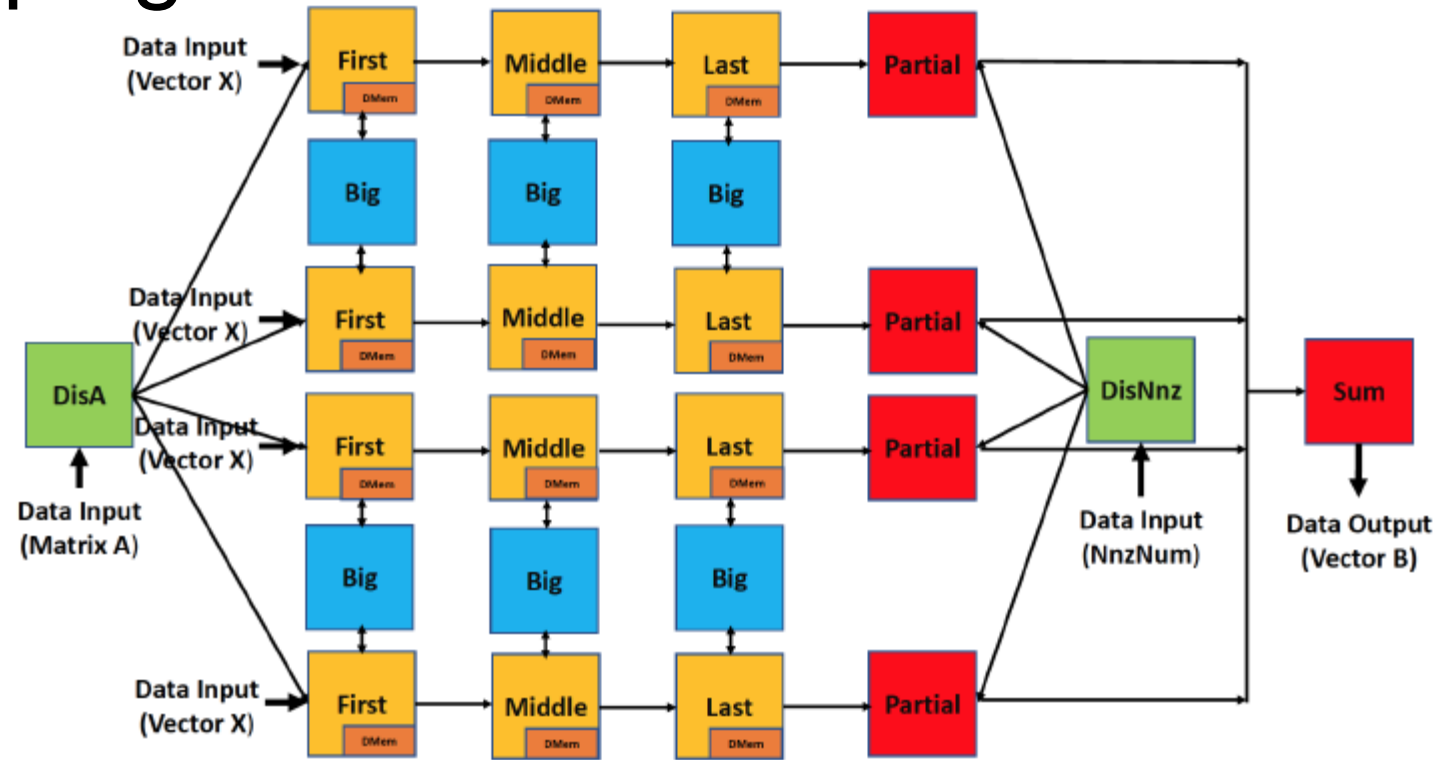 Data Input
(Vector X)
First
DMem
Middle
DMem
Last
DMem
Partial
Big
Big
Big
Data Input
(Vector X)
First
DMem
Middle
DMem
Last
DMem
Partial
DisA
Data Input
(Matrix A)
DisNnz
Data Input
(NnzNum)
Sum
Data Output
(Vector B)
Data Input
(Vector X)
First
DMem
Middle
DMem
Last
DMem
Partial
Big
Big
Big
Data Input
(Vector X)
First
DMem
Middle
DMem
Last
DMem
Partial